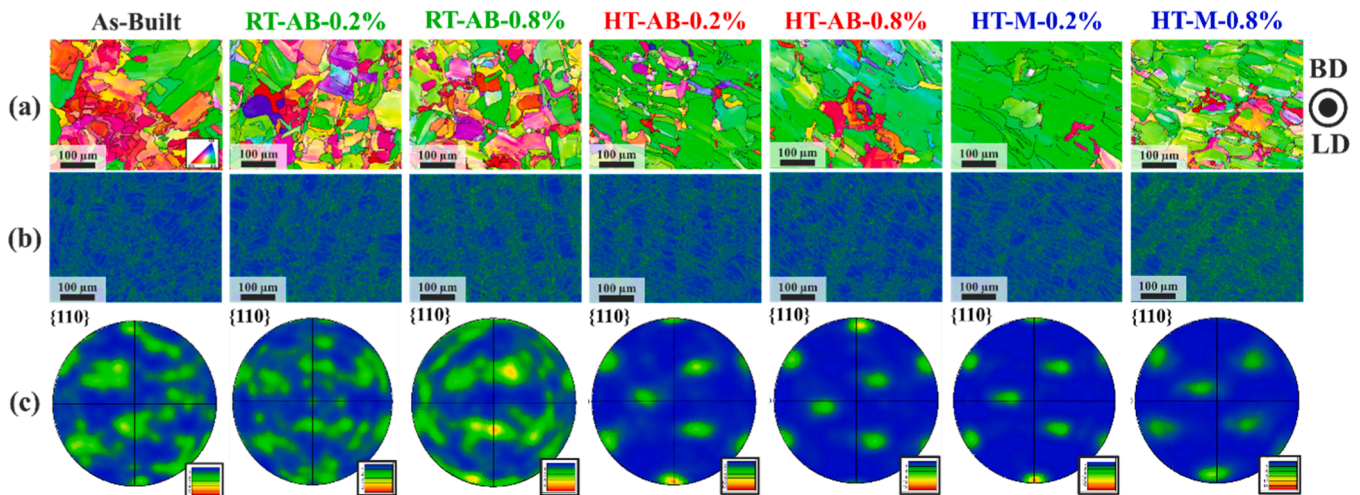 As-Built RT-AB-0.2% RT-AB-0.8% HT-AB-0.2% HT-AB-0.8% HT-M-0.2% HT-M-0.8%
(a)
BD
LD
100 µm 100 µm 100 µm 100 µm 100 µm 100 µm 100 µm
(b)
100 µm 100 µm 100 µm 100 µm 100 µm 100 µm 100 µm
{110} {110} {110} {110} {110} {110} {110}
(c)